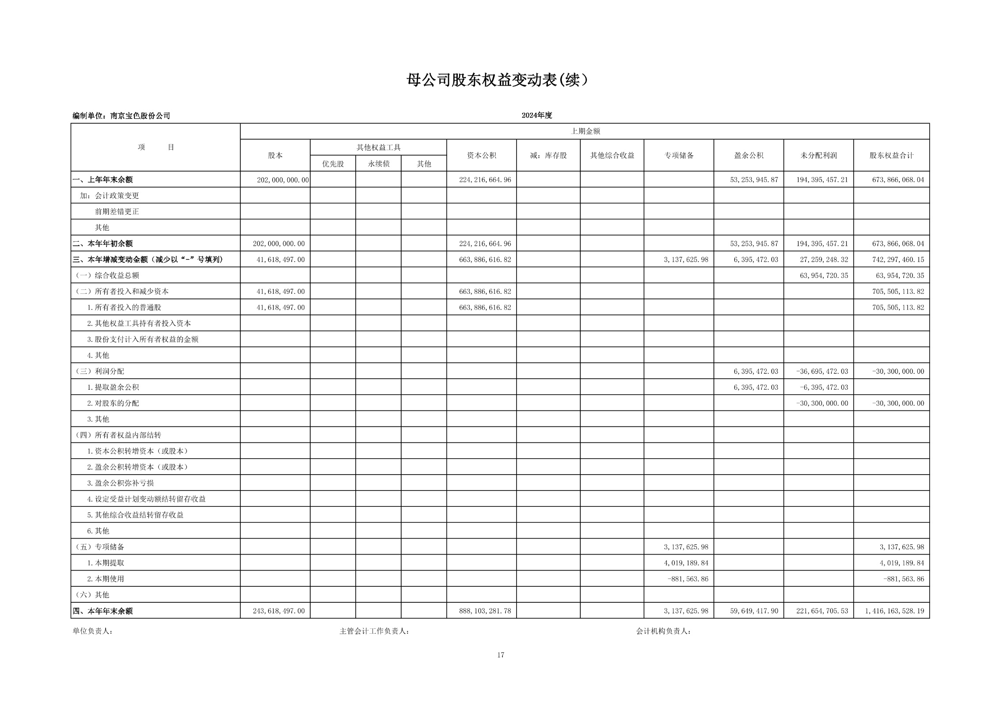 母公司股东权益变动表(续）
编制单位：南京宝色股份公司 2024年度
项 目 上期金额
股本 其他权益工具 资本公积 减：库存股 其他综合收益 专项储备 盈余公积 未分配利润 股东权益合计
优先股 永续债 其他
一、上年年末余额 202,000,000.00 224,216,664.96 53,253,945.87 194,395,457.21 673,866,068.04
加：会计政策变更
前期差错更正
其他
二、本年年初余额 202,000,000.00 224,216,664.96 53,253,945.87 194,395,457.21 673,866,068.04
三、本年增减变动金额（减少以“-”号填列） 41,618,497.00 663,886,616.82 3,137,625.98 6,395,472.03 27,259,248.32 742,297,460.15
（一）综合收益总额 63,954,720.35 63,954,720.35
（二）所有者投入和减少资本 41,618,497.00 663,886,616.82 705,505,113.82
1.所有者投入的普通股 41,618,497.00 663,886,616.82 705,505,113.82
2.其他权益工具持有者投入资本
3.股份支付计入所有者权益的金额
4.其他
（三）利润分配 6,395,472.03 -36,695,472.03 -30,300,000.00
1.提取盈余公积 6,395,472.03 -6,395,472.03
2.对股东的分配 -30,300,000.00 -30,300,000.00
3.其他
（四）所有者权益内部结转
1.资本公积转增资本（或股本）
2.盈余公积转增资本（或股本）
3.盈余公积弥补亏损
4.设定受益计划变动额结转留存收益
5.其他综合收益结转留存收益
6.其他
（五）专项储备 3,137,625.98 3,137,625.98
1.本期提取 4,019,189.84 4,019,189.84
2.本期使用 -881,563.86 -881,563.86
（六）其他
四、本年年末余额 243,618,497.00 888,103,281.78 3,137,625.98 59,649,417.90 221,654,705.53 1,416,163,528.19
单位负责人： 主管会计工作负责人： 会计机构负责人：
17